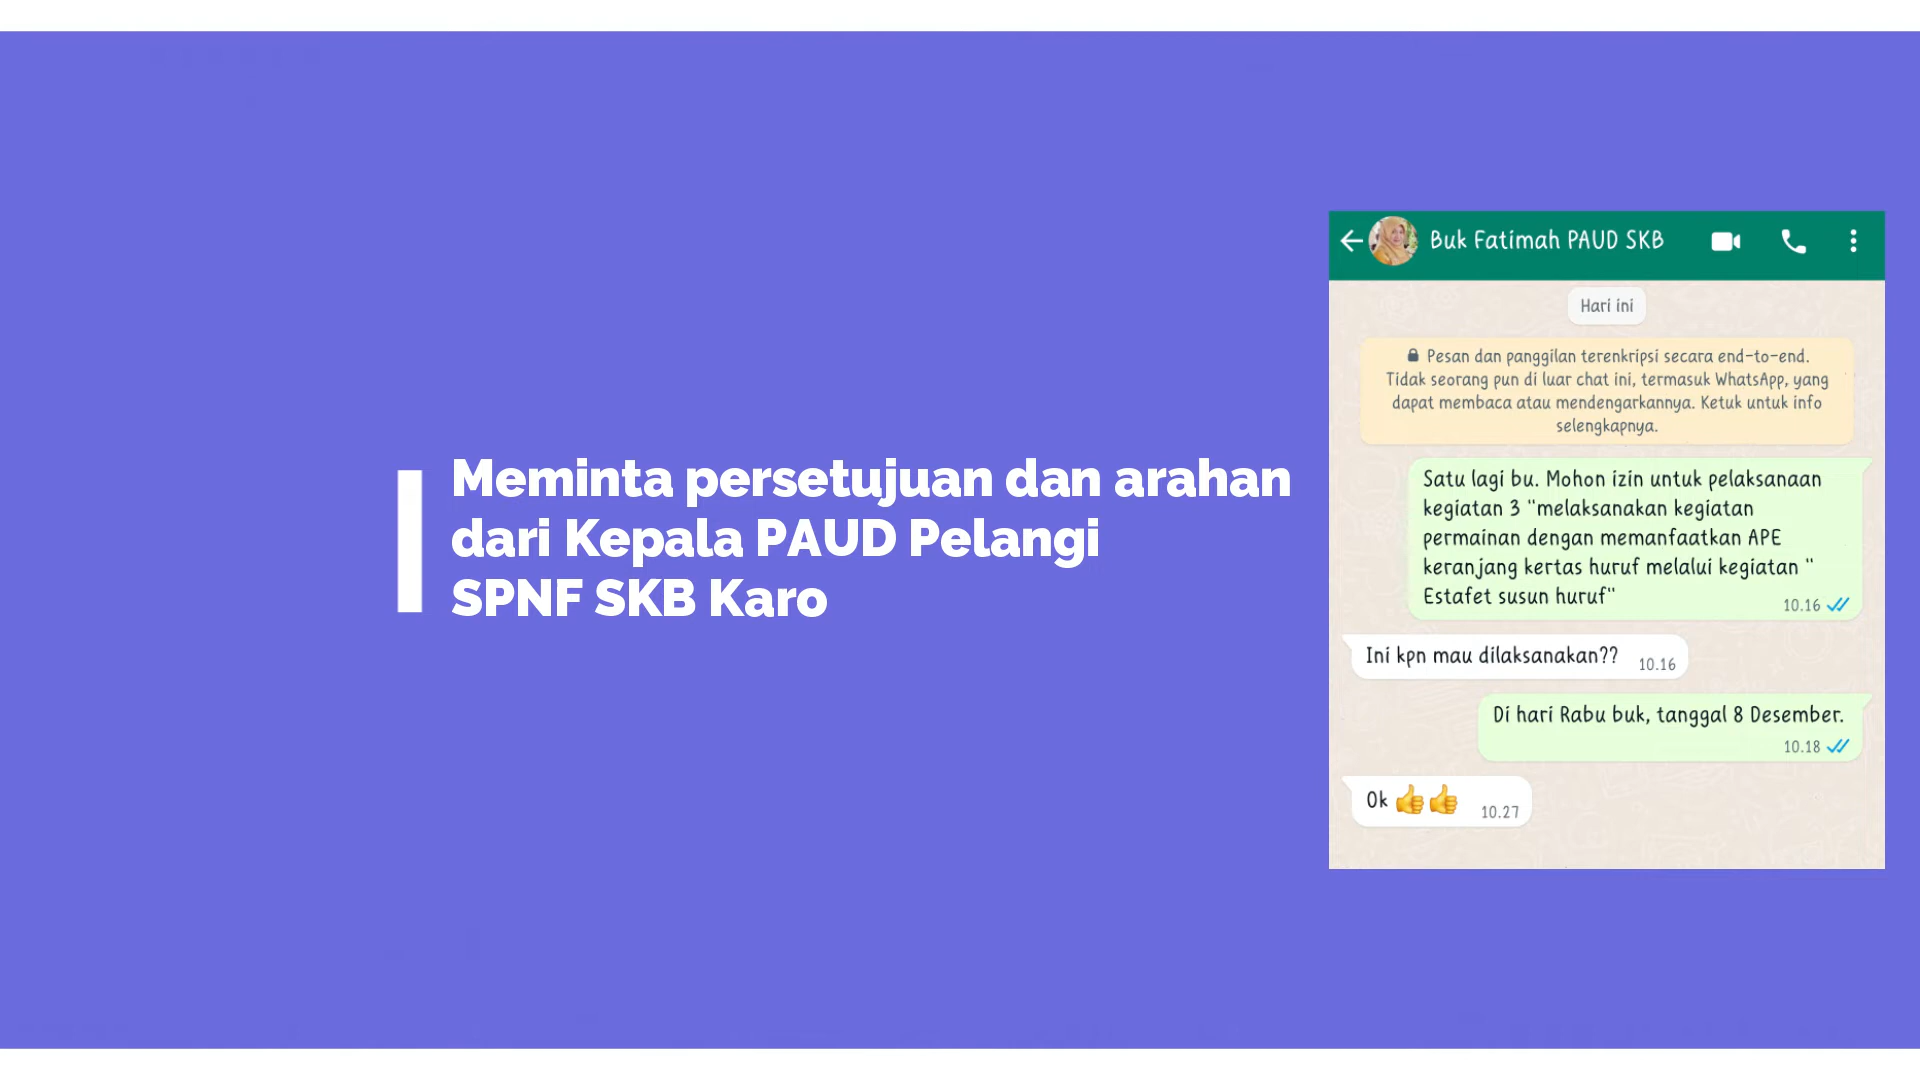 Meminta persetujuan dan arahan
dari Kepala PAUD Pelangi
SPNF SKB Karo
Buk Fatimah PAUD SKB
Hari ini
Pesan dan panggilan terenkripsi secara end-to-end.
Tidak seorang pun di luar chat ini, termasuk WhatsApp, yang
dapat membaca atau mendengarkannya. Ketuk untuk info
selengkapnya.
Satu lagi bu. Mohon izin untuk pelaksanaan
kegiatan 3 "melaksanakan kegiatan
permainan dengan memanfaatkan APE
keranjang kertas huruf melalui kegiatan "
Estafet susun huruf"
10.16
Ini kpn mau dilaksanakan??
10.16
Di hari Rabu buk, tanggal 8 Desember.
10.18
Ok 👍👍
10.27